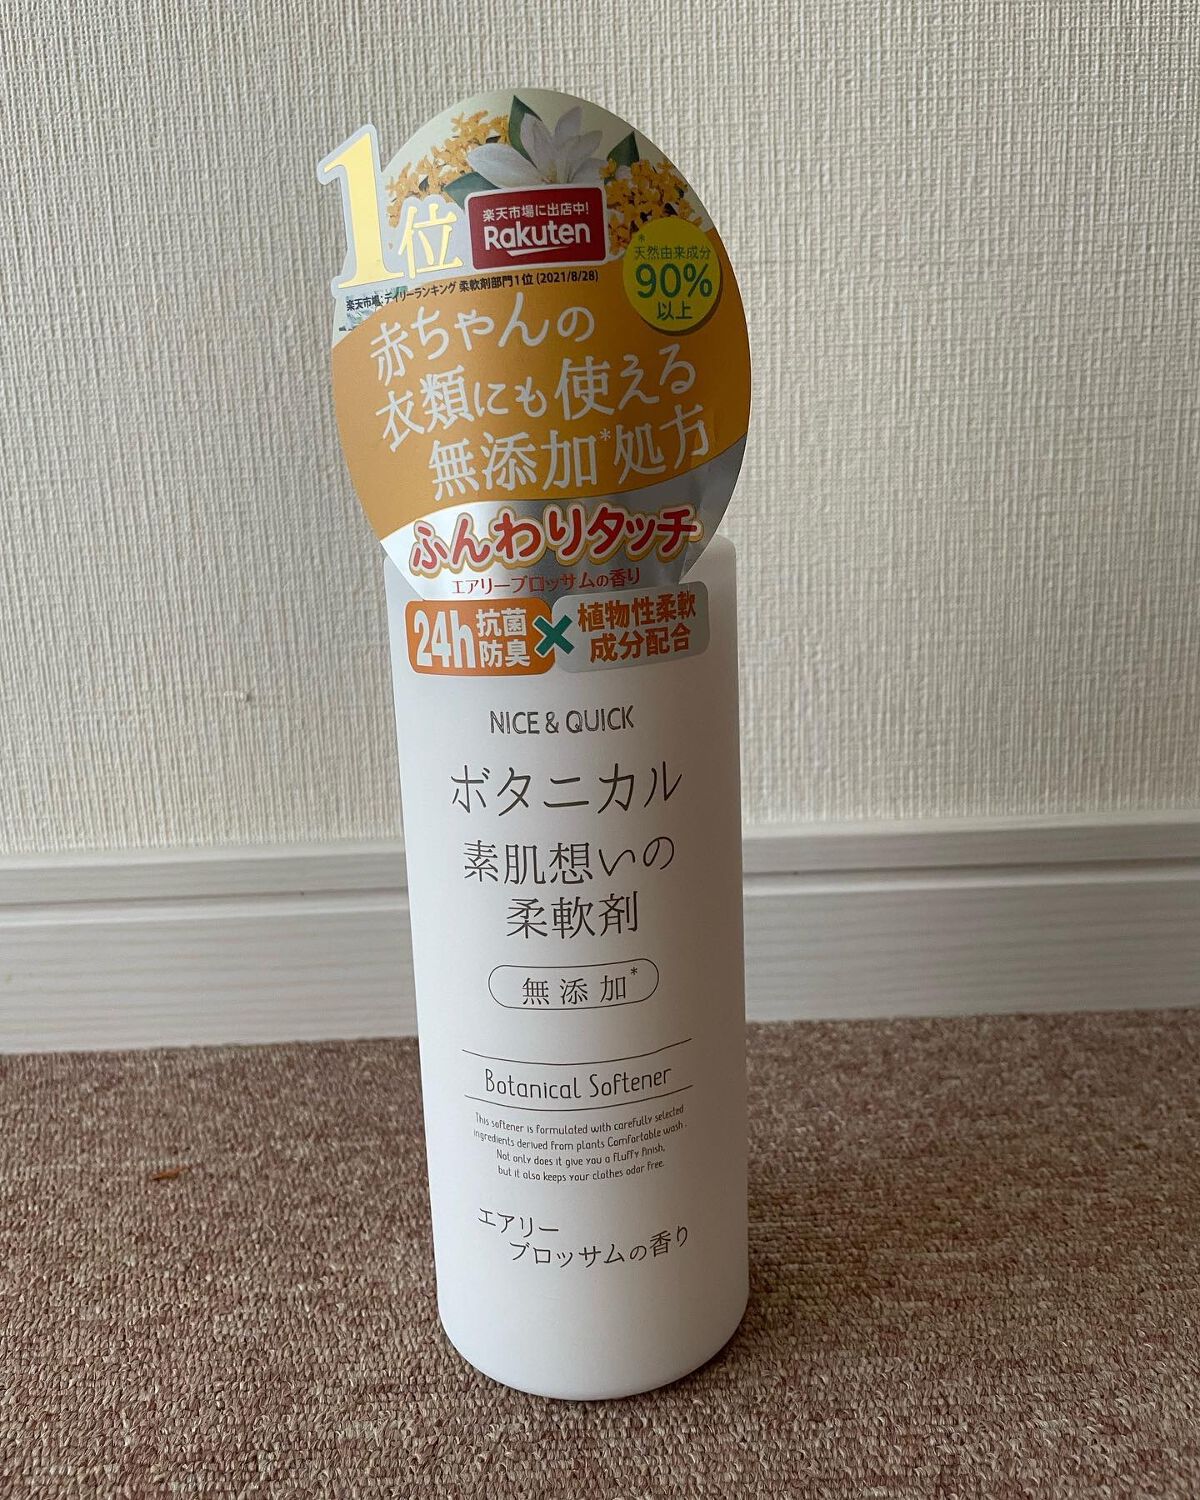 1位
楽天市場に出店中!
Rakuten
楽天市場:デイリーランキング 柔軟剤部門1位 (2021/8/28)
*
天然由来成分
90%
以上
赤ちゃんの
衣類にも使える
無添加*処方
ふんわりタッチ
エアリーブロッサムの香り
24h抗菌
防臭
×
植物性柔軟
成分配合
NICE & QUICK
ボタニカル
素肌想いの
柔軟剤
無添加*
Botanical Softener
This softener is formulated with carefully selected
ingredients derived from plants Comfortable wash.
Not only does it give you a fluffy finish,
but it also keeps your clothes odor free.
エアリー
ブロッサムの香り